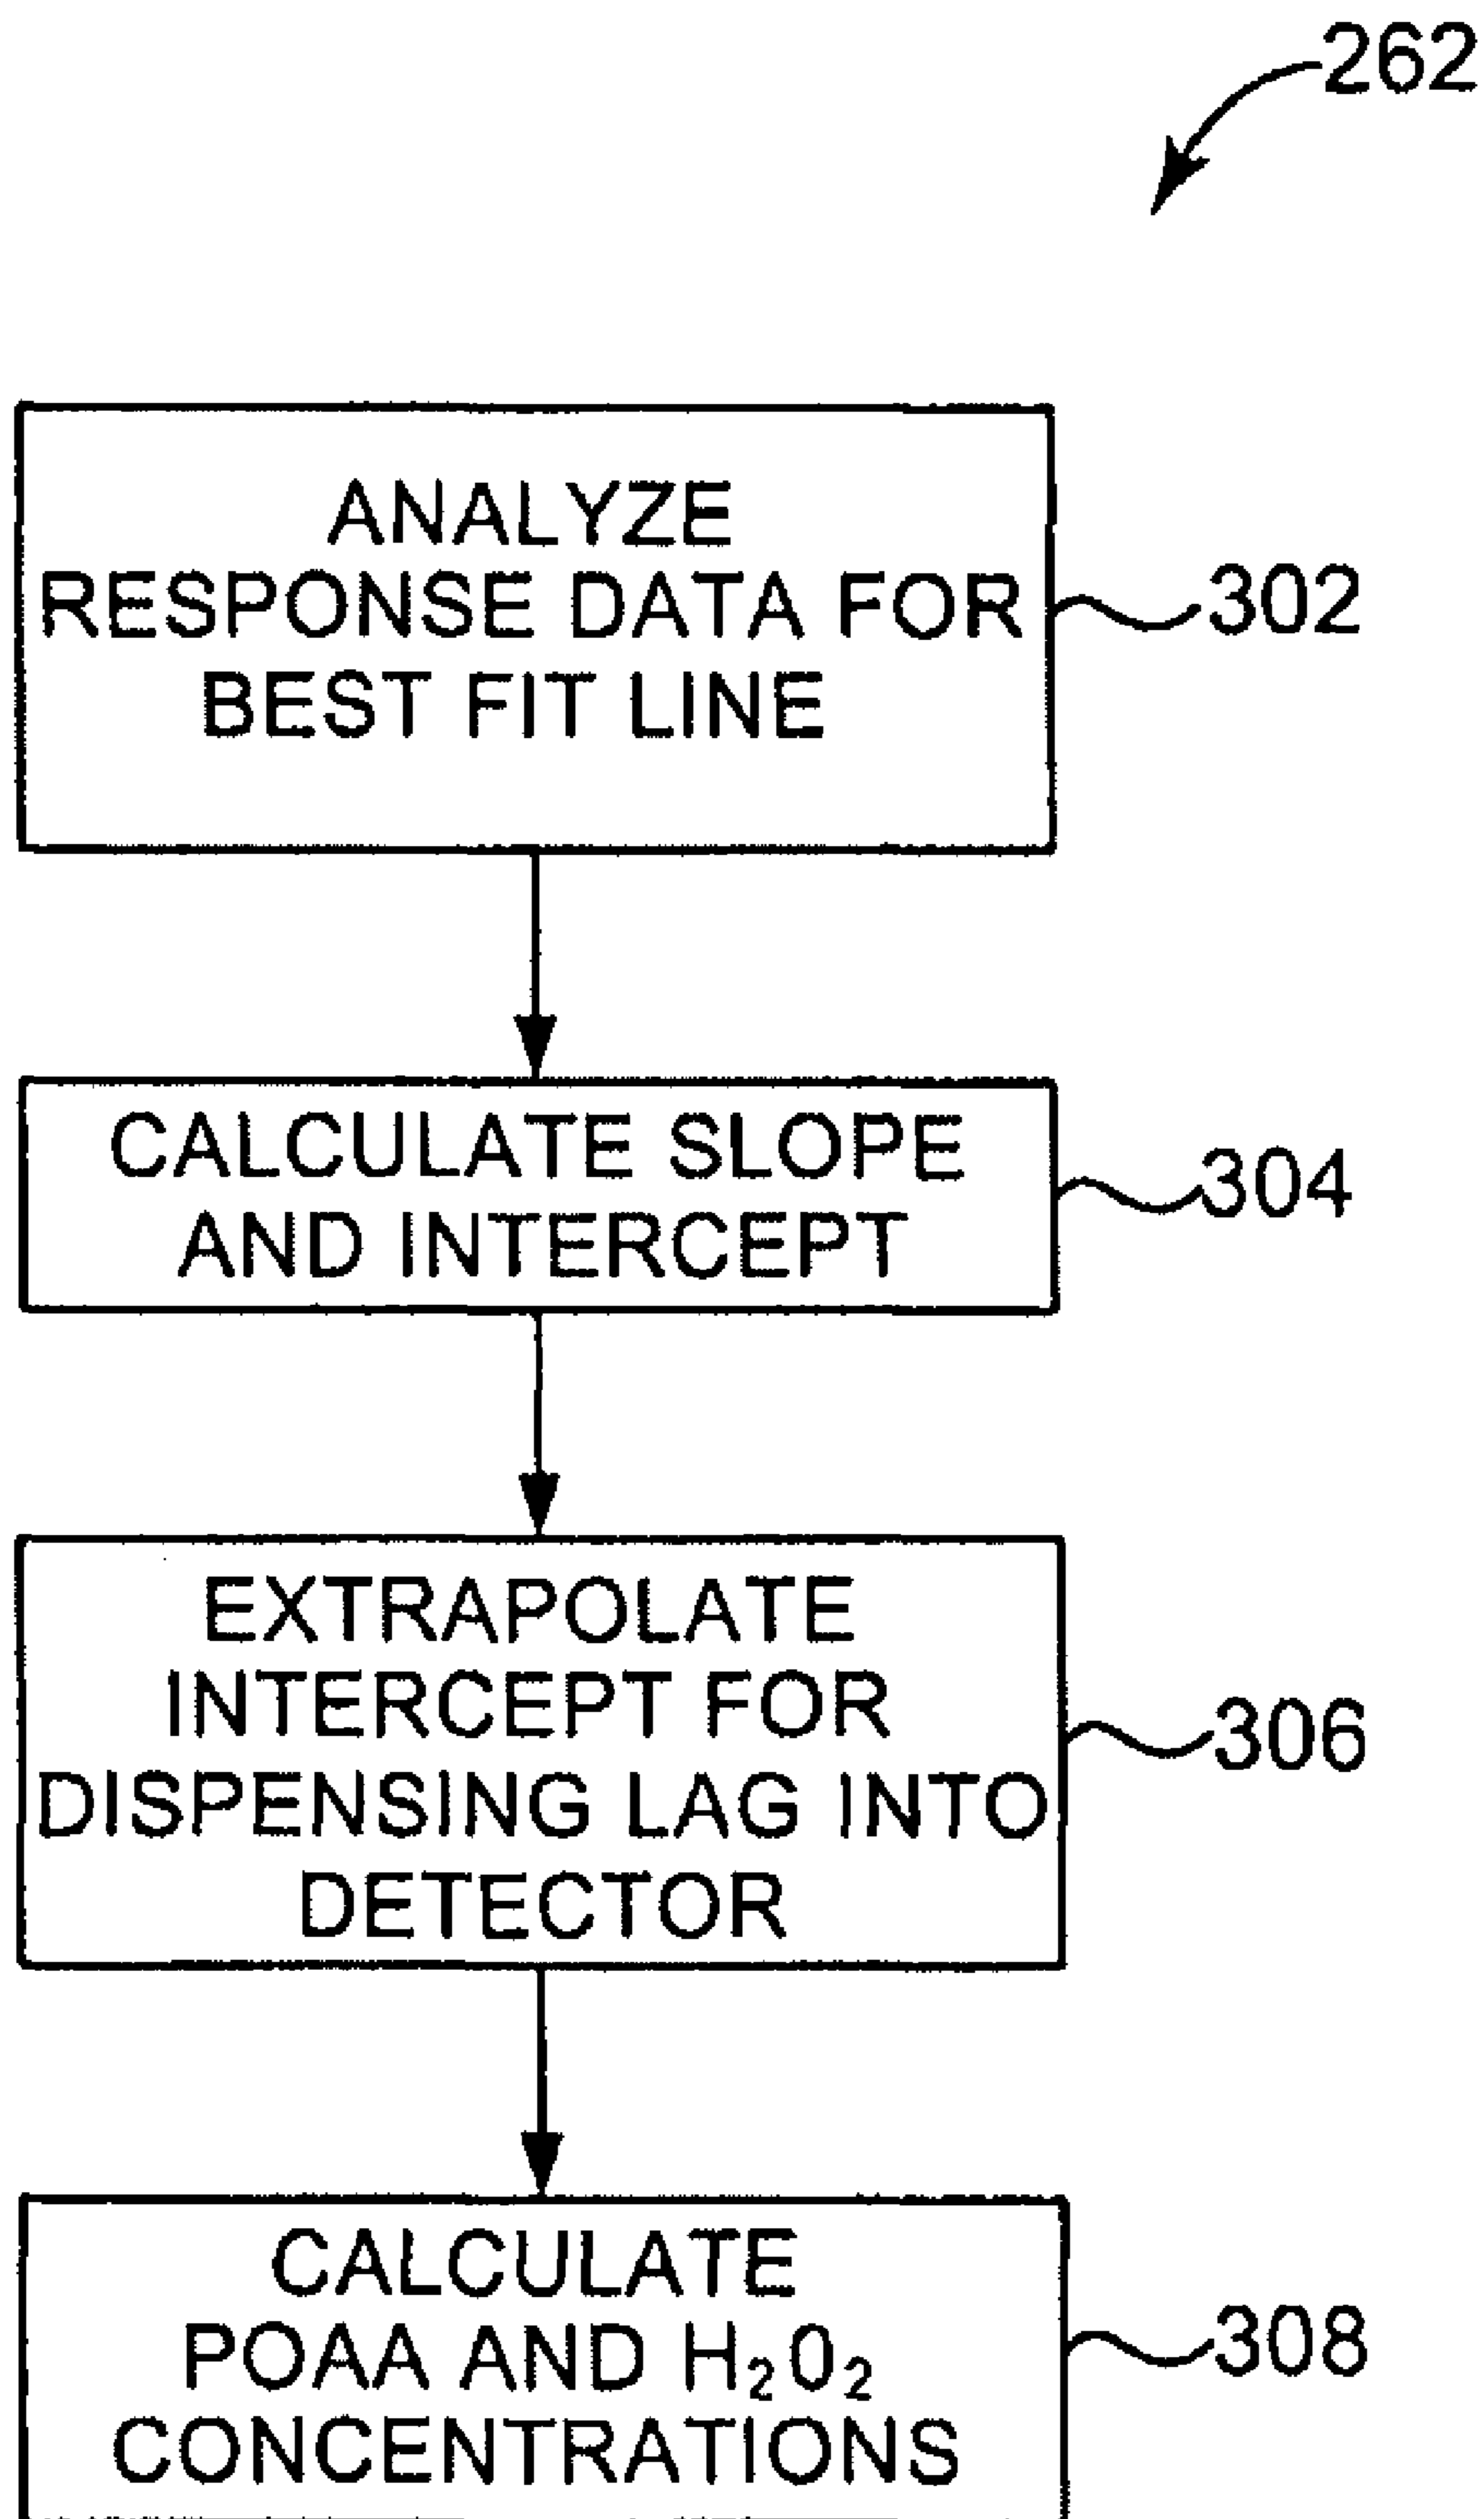 262
ANALYZE
RESPONSE DATA FOR
BEST FIT LINE
302
CALCULATE SLOPE
AND INTERCEPT
304
EXTRAPOLATE
INTERCEPT FOR
DISPENSING LAG INTO
DETECTOR
306
CALCULATE
POAA AND H₂O₂
CONCENTRATIONS
308